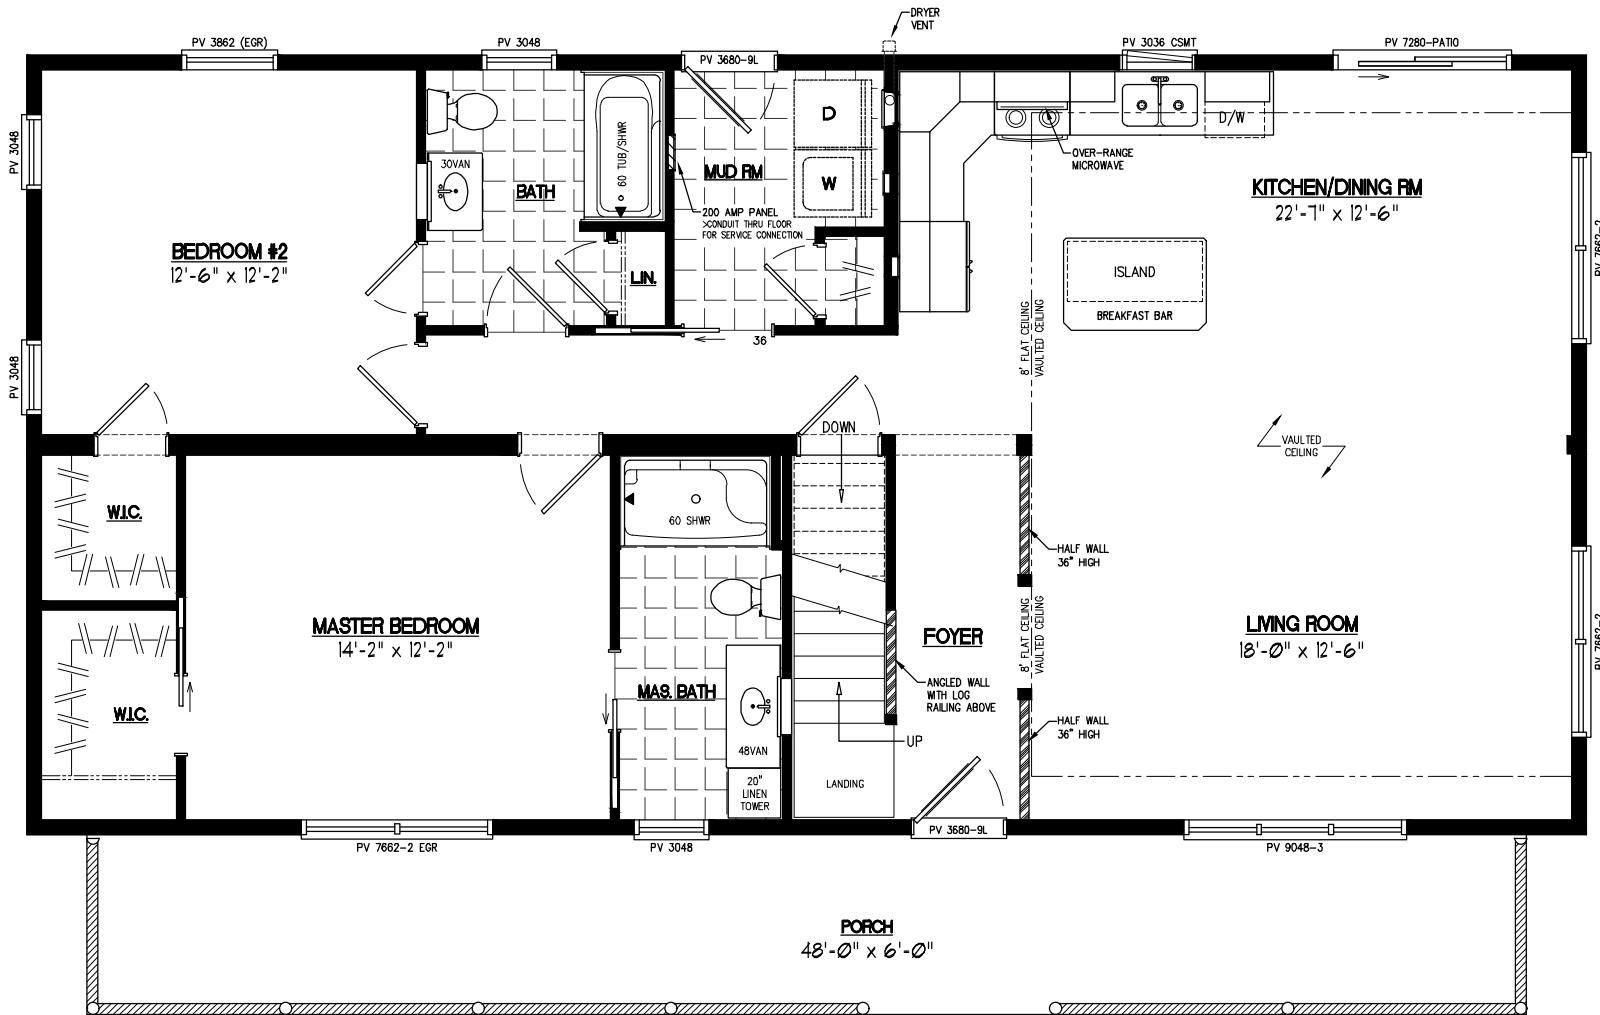 DRYER
VENT
PV 3862 (EGR)
PV 3048
PV 3680-9L
PV 3036 CSMT
PV 7280-PATIO
PV 3048
30VAN
BATH
60 TUB/SHWR
MUD RM
D
W
200 AMP PANEL
>CONDUIT THRU FLOOR
FOR SERVICE CONNECTION
D/W
OVER-RANGE
MICROWAVE
KITCHEN/DINING RM
22'-7" x 12'-6"
PV 7662-2
BEDROOM #2
12'-6" x 12'-2"
LIN.
ISLAND
BREAKFAST BAR
8' FLAT CEILING
VAULTED CEILING
36
PV 3048
DOWN
VAULTED
CEILING
W.I.C.
60 SHWR
HALF WALL
36" HIGH
MASTER BEDROOM
14'-2" x 12'-2"
FOYER
8' FLAT CEILING
VAULTED CEILING
LIVING ROOM
18'-0" x 12'-6"
PV 7662-2
W.I.C.
MAS. BATH
ANGLED WALL
WITH LOG
RAILING ABOVE
HALF WALL
36" HIGH
UP
48VAN
20"
LINEN
TOWER
LANDING
PV 7662-2 EGR
PV 3048
PV 3680-9L
PV 9048-3
PORCH
48'-0" x 6'-0"